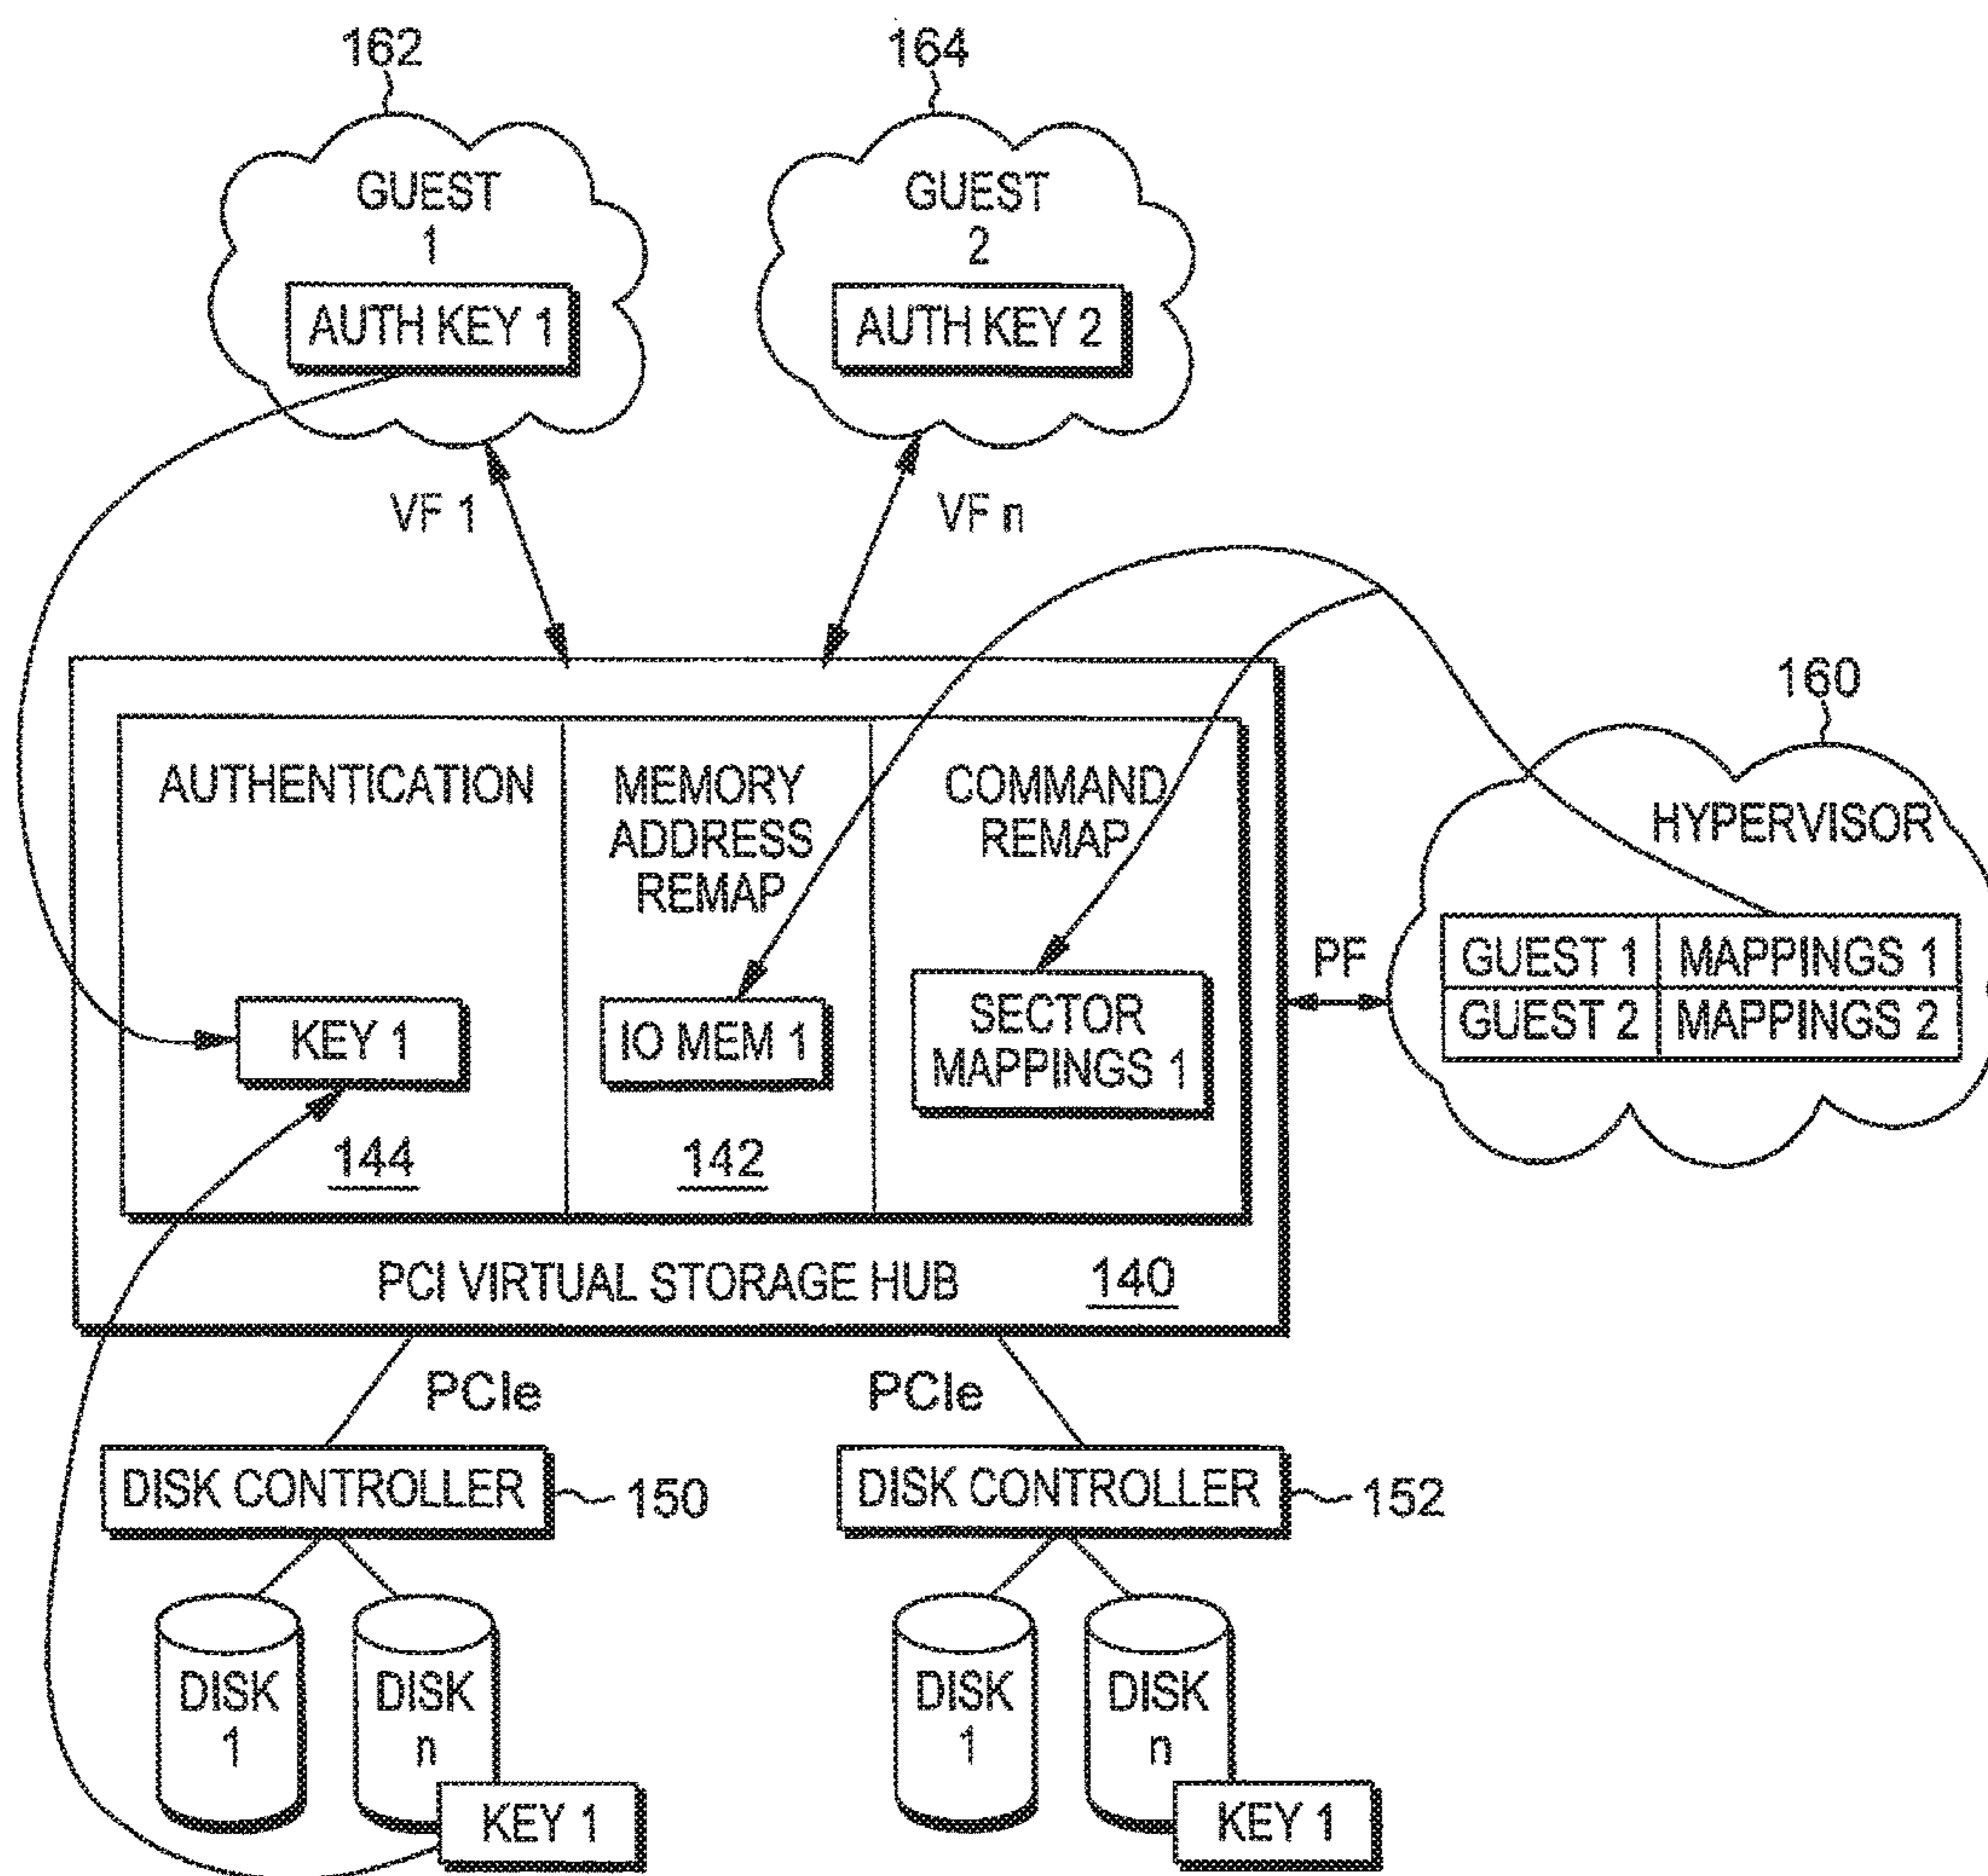 162
164
GUEST
1
AUTH KEY 1
GUEST
2
AUTH KEY 2
VF 1
VF n
160
HYPERVISOR
GUEST 1 MAPPINGS 1
GUEST 2 MAPPINGS 2
PF
AUTHENTICATION
KEY 1
144
MEMORY
ADDRESS
REMAP
IO MEM 1
142
COMMAND
REMAP
SECTOR
MAPPINGS 1
PCI VIRTUAL STORAGE HUB 140
PCIe
PCIe
DISK CONTROLLER
150
DISK CONTROLLER
152
DISK
1
DISK
n
KEY 1
DISK
1
DISK
n
KEY 1